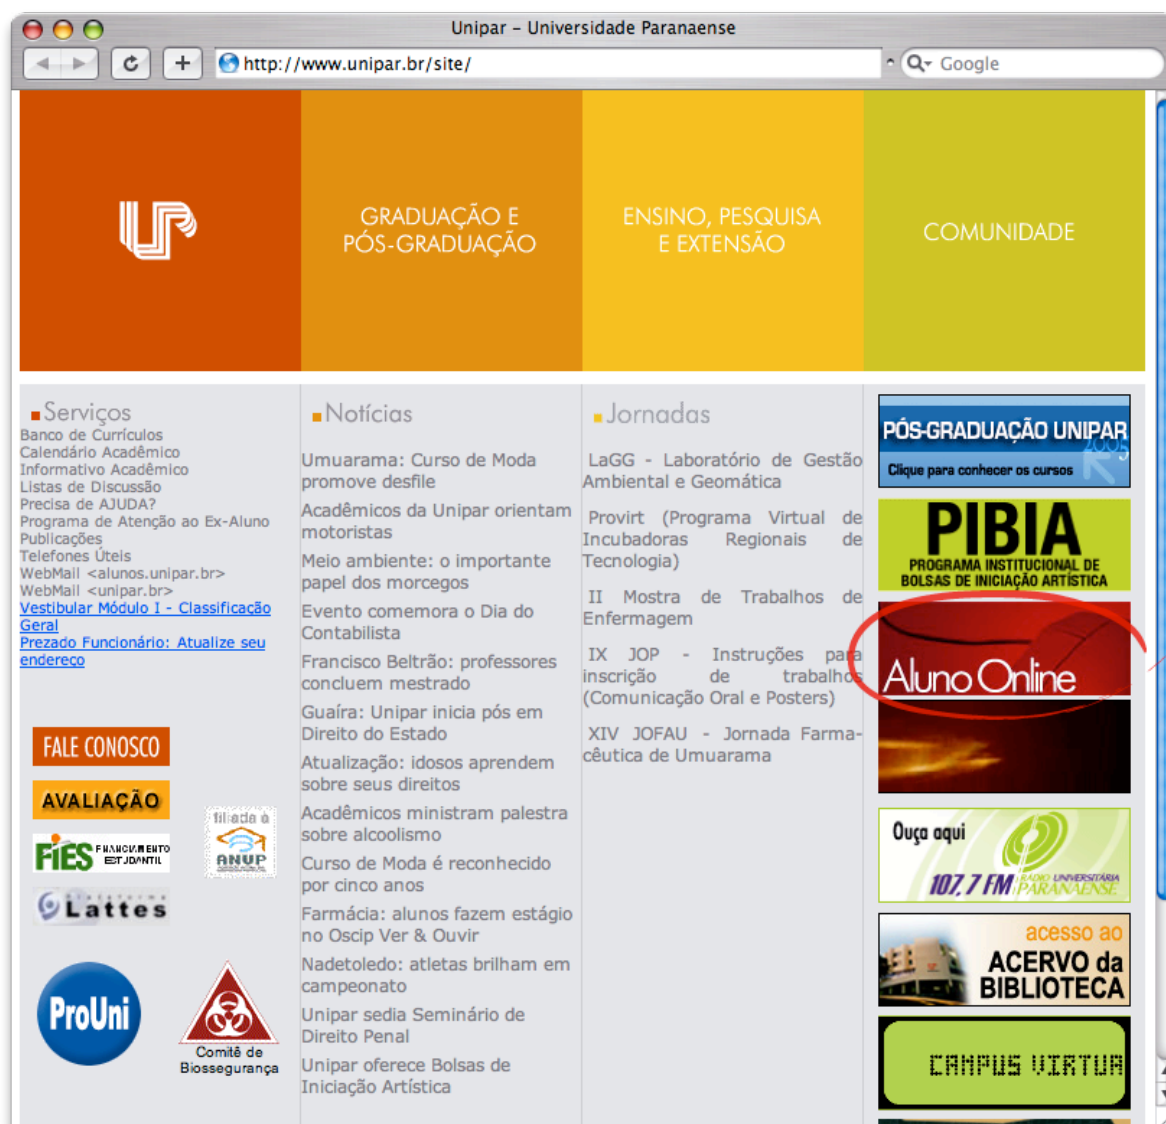 Unipar – Universidade Paranaense
http://www.unipar.br/site/
Google
GRADUAÇÃO E
PÓS-GRADUAÇÃO
ENSINO, PESQUISA
E EXTENSÃO
COMUNIDADE
Serviços
Banco de Currículos
Calendário Acadêmico
Informativo Acadêmico
Listas de Discussão
Precisa de AJUDA?
Programa de Atenção ao Ex-Aluno
Publicações
Telefones Úteis
WebMail <alunos.unipar.br>
WebMail <unipar.br>
Vestibular Módulo I - Classificação
Geral
Prezado Funcionário: Atualize seu
endereço
FALE CONOSCO
AVALIAÇÃO
filiada à
ANUP
FiES FINANCIAMENTO
ESTUDANTIL
Plataforma
Lattes
ProUni
Comitê de
Biossegurança
Notícias
Umuarama: Curso de Moda
promove desfile
Acadêmicos da Unipar orientam
motoristas
Meio ambiente: o importante
papel dos morcegos
Evento comemora o Dia do
Contabilista
Francisco Beltrão: professores
concluem mestrado
Guaíra: Unipar inicia pós em
Direito do Estado
Atualização: idosos aprendem
sobre seus direitos
Acadêmicos ministram palestra
sobre alcoolismo
Curso de Moda é reconhecido
por cinco anos
Farmácia: alunos fazem estágio
no Oscip Ver & Ouvir
Nadetoledo: atletas brilham em
campeonato
Unipar sedia Seminário de
Direito Penal
Unipar oferece Bolsas de
Iniciação Artística
Jornadas
LaGG - Laboratório de Gestão
Ambiental e Geomática
Provirt (Programa Virtual de
Incubadoras Regionais de
Tecnologia)
II Mostra de Trabalhos de
Enfermagem
IX JOP - Instruções para
inscrição de trabalhos
(Comunicação Oral e Posters)
XIV JOFAU - Jornada Farma-
cêutica de Umuarama
PÓS-GRADUAÇÃO UNIPAR
2005
Clique para conhecer os cursos
PIBIA
PROGRAMA INSTITUCIONAL DE
BOLSAS DE INICIAÇÃO ARTÍSTICA
Aluno Online
Ouça aqui
107,7 FM RÁDIO UNIVERSITÁRIA
PARANAENSE
acesso ao
ACERVO da
BIBLIOTECA
CAMPUS VIRTUA